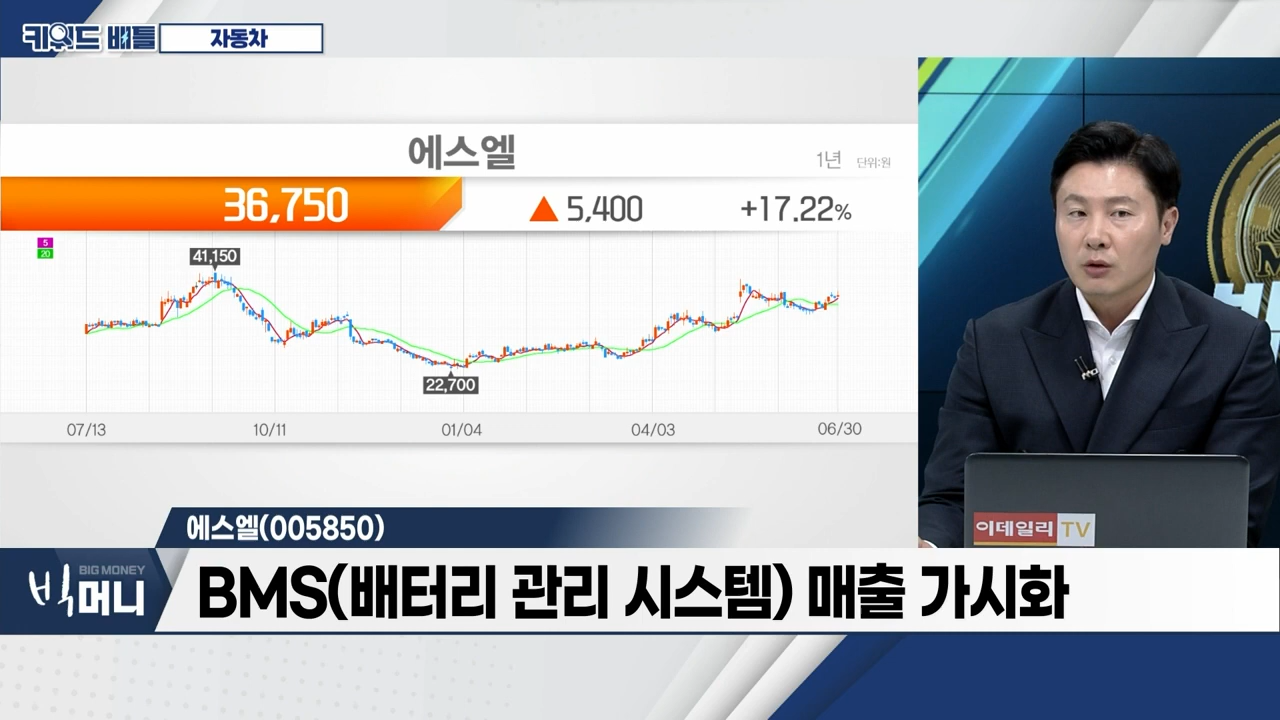 키워드 배틀 자동차
에스엘
1년 단위:원
36,750 ▲ 5,400 +17.22%
5
20
41,150
22,700
07/13 10/11 01/04 04/03 06/30
이데일리 TV
에스엘(005850)
빅머니 BIG MONEY
BMS(배터리 관리 시스템) 매출 가시화